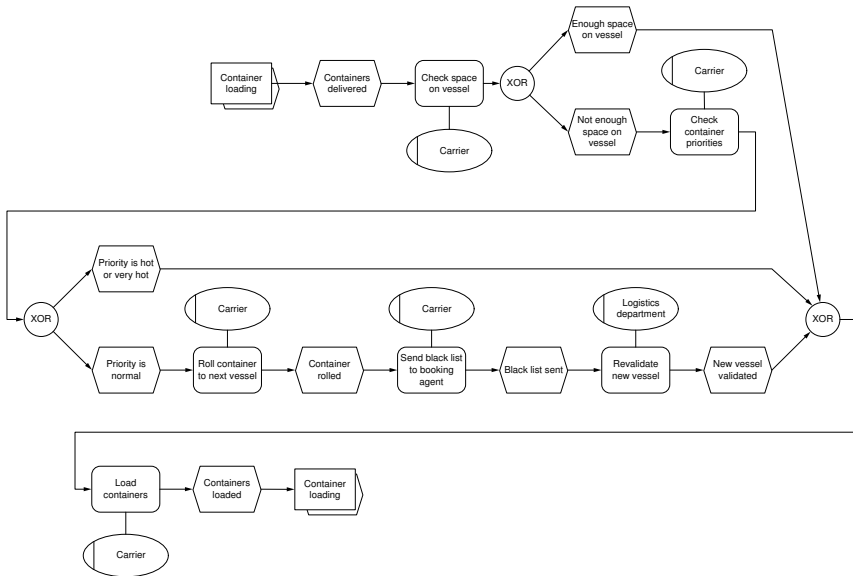 Enough space
on vessel
Container
loading
Containers
delivered
Check space
on vessel
XOR
Carrier
Carrier
Not enough
space on
vessel
Check
container
priorities
Priority is hot
or very hot
XOR
Carrier
Carrier
Logistics
department
XOR
Priority is
normal
Roll container
to next vessel
Container
rolled
Send black list
to booking
agent
Black list sent
Revalidate
new vessel
New vessel
validated
Load
containers
Containers
loaded
Container
loading
Carrier